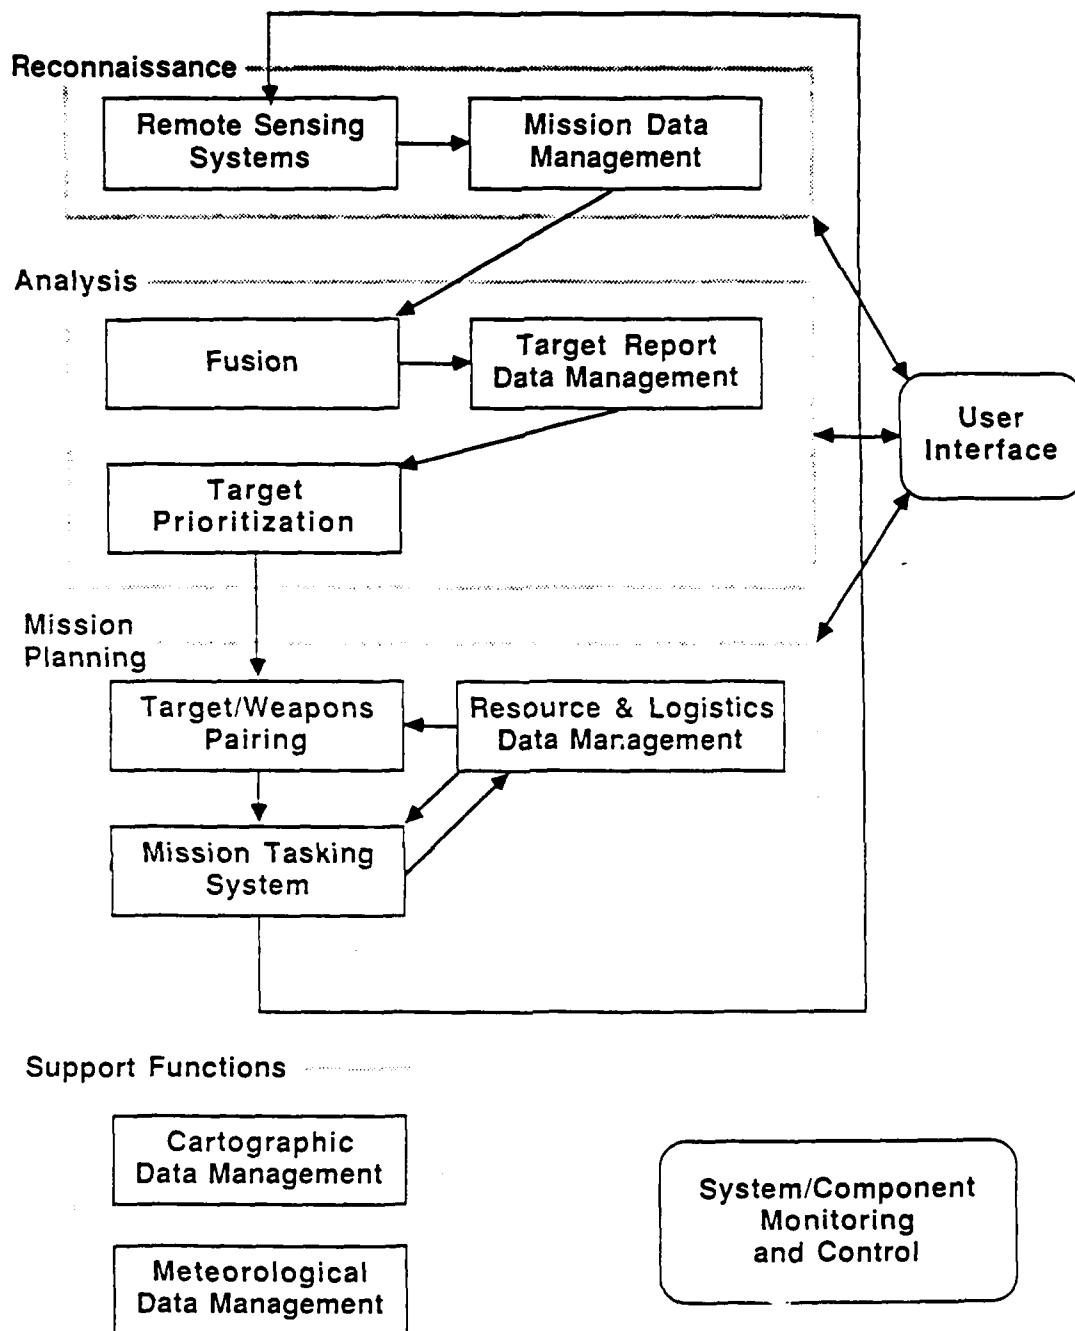 Reconnaissance
Remote Sensing
Systems
Mission Data
Management
Analysis
Fusion
Target Report
Data Management
User
Interface
Target
Prioritization
Mission
Planning
Target/Weapons
Pairing
Resource & Logistics
Data Management
Mission Tasking
System
Support Functions
Cartographic
Data Management
System/Component
Monitoring
and Control
Meteorological
Data Management